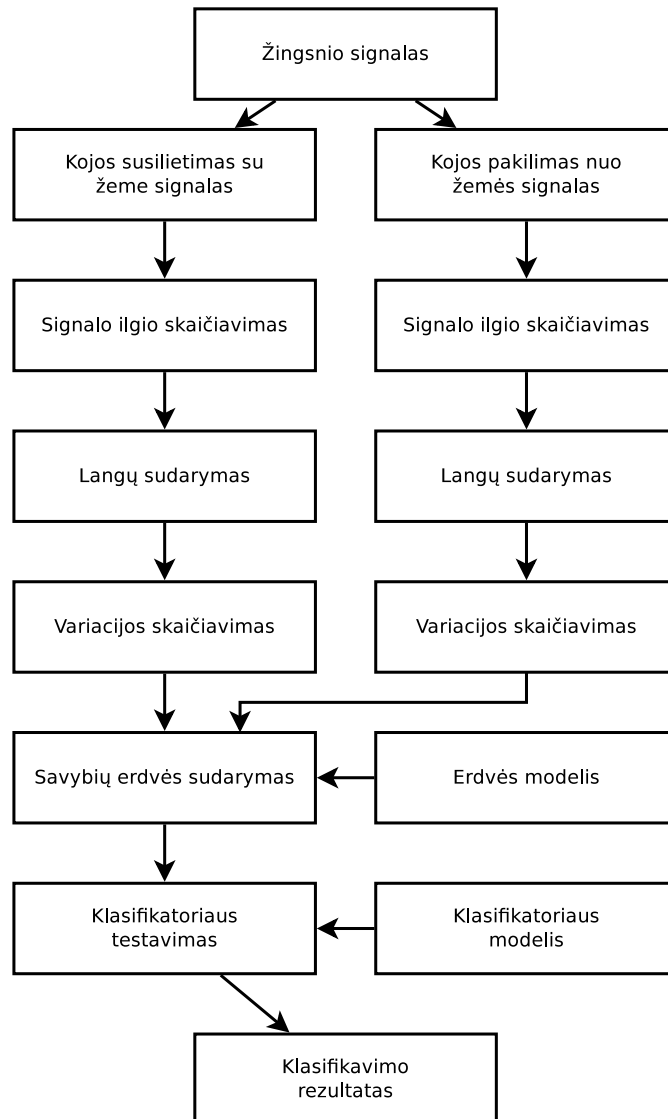 Žingsnio signalas
Kojos susilietimas su
žeme signalas
Kojos pakilimas nuo
žemės signalas
Signalo ilgio skaičiavimas
Signalo ilgio skaičiavimas
Langų sudarymas
Langų sudarymas
Variacijos skaičiavimas
Variacijos skaičiavimas
Savybių erdvės sudarymas
Erdvės modelis
Klasifikatoriaus
testavimas
Klasifikatoriaus
modelis
Klasifikavimo
rezultatas